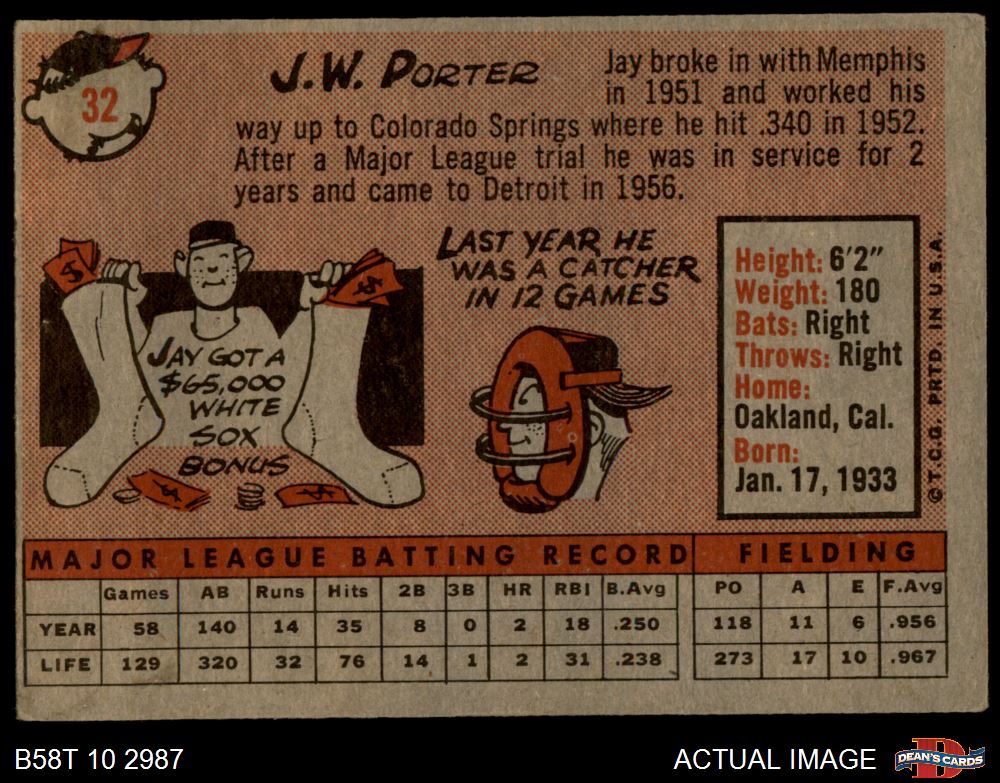 32
J.W. PORTER
Jay broke in with Memphis
in 1951 and worked his
way up to Colorado Springs where he hit .340 in 1952.
After a Major League trial he was in service for 2
years and came to Detroit in 1956.
$
$
JAY GOT A
$65,000
WHITE
SOX
BONUS
$
$
LAST YEAR HE
WAS A CATCHER
IN 12 GAMES
Height: 6'2"
Weight: 180
Bats: Right
Throws: Right
Home:
Oakland, Cal.
Born:
Jan. 17, 1933
© T.C.G. PRTD. IN U.S.A.
MAJOR LEAGUE BATTING RECORD FIELDING
Games AB Runs Hits 2B 3B HR RBI B.Avg PO A E F.Avg
YEAR 58 140 14 35 8 0 2 18 .250 118 11 6 .956
LIFE 129 320 32 76 14 1 2 31 .238 273 17 10 .967
B58T 10 2987
ACTUAL IMAGE
D
DEAN'S CARDS